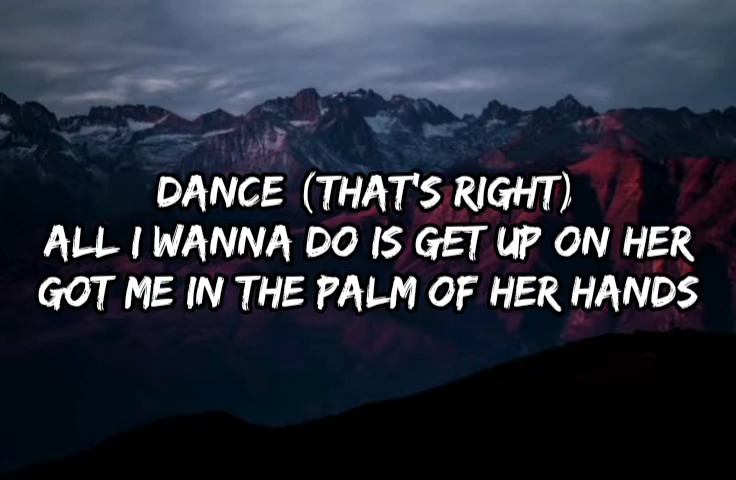 DANCE (THAT'S RIGHT)
ALL I WANNA DO IS GET UP ON HER
GOT ME IN THE PALM OF HER HANDS